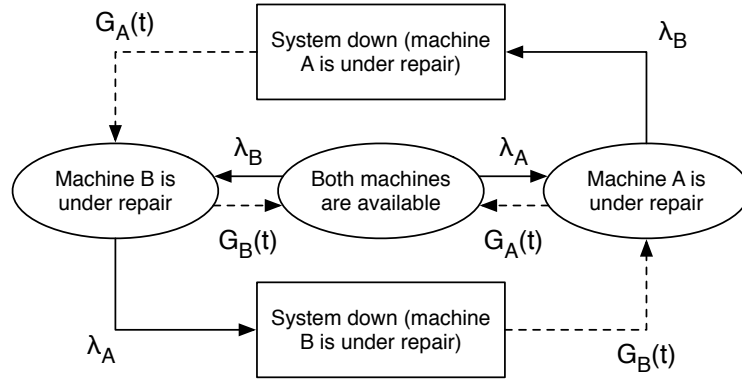 G_A(t)
System down (machine
A is under repair)
λ_B
Machine B is
under repair
λ_B
Both machines
are available
λ_A
Machine A is
under repair
G_B(t)
G_A(t)
λ_A
System down (machine
B is under repair)
G_B(t)